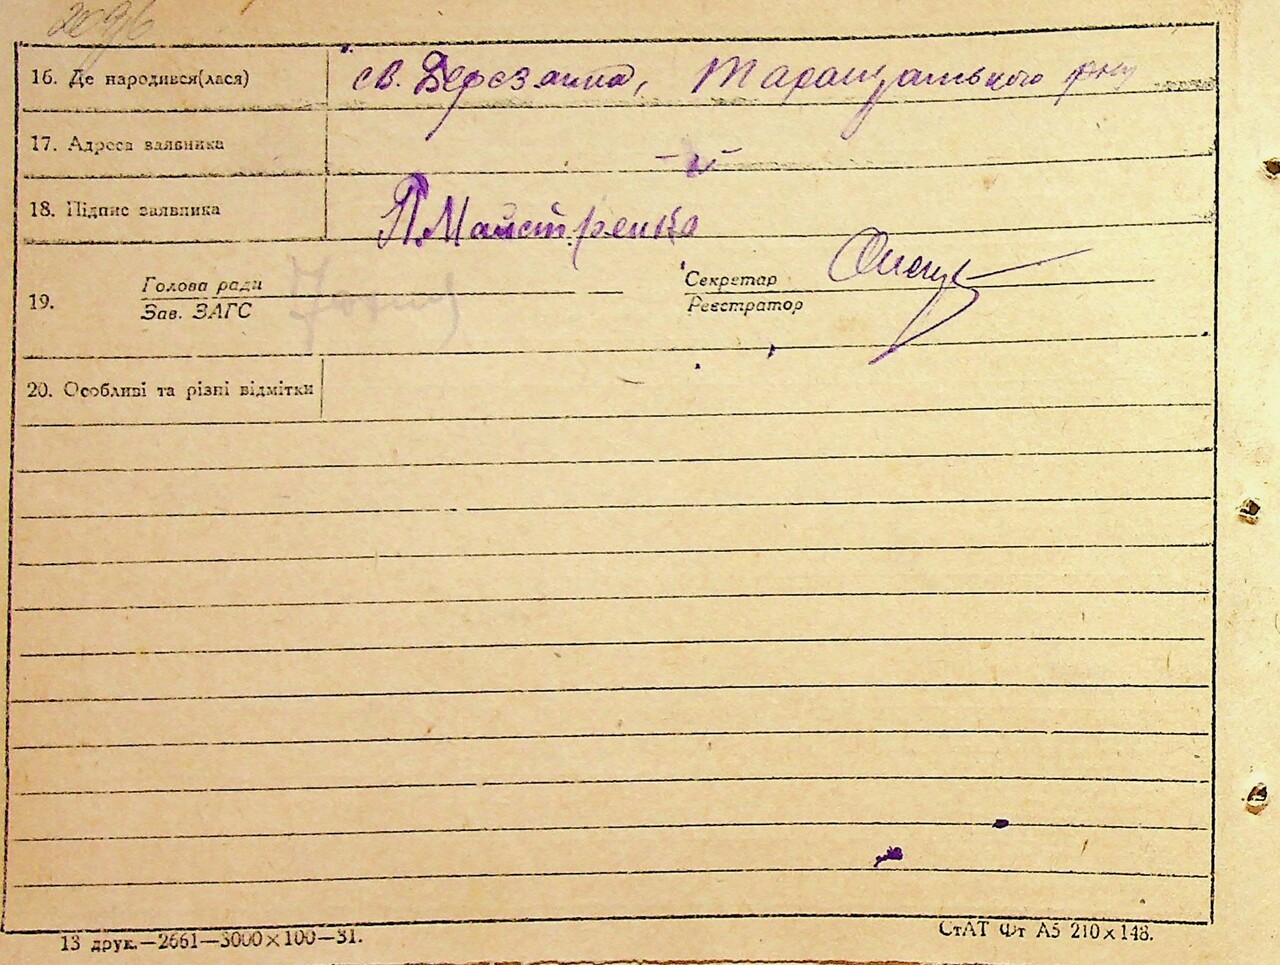 2096
16. Де народився(лася) св. Березанка, Таращанського р-ну
17. Адреса заявника -"-
18. Підпис заявника П. Майстренко
19. Голова ради Секретар
Зав. ЗАГС Реєстратор
20. Особливі та різні відмітки
13 друк.—2661—3000×100—31. СтАТ Фт А5 210×148.